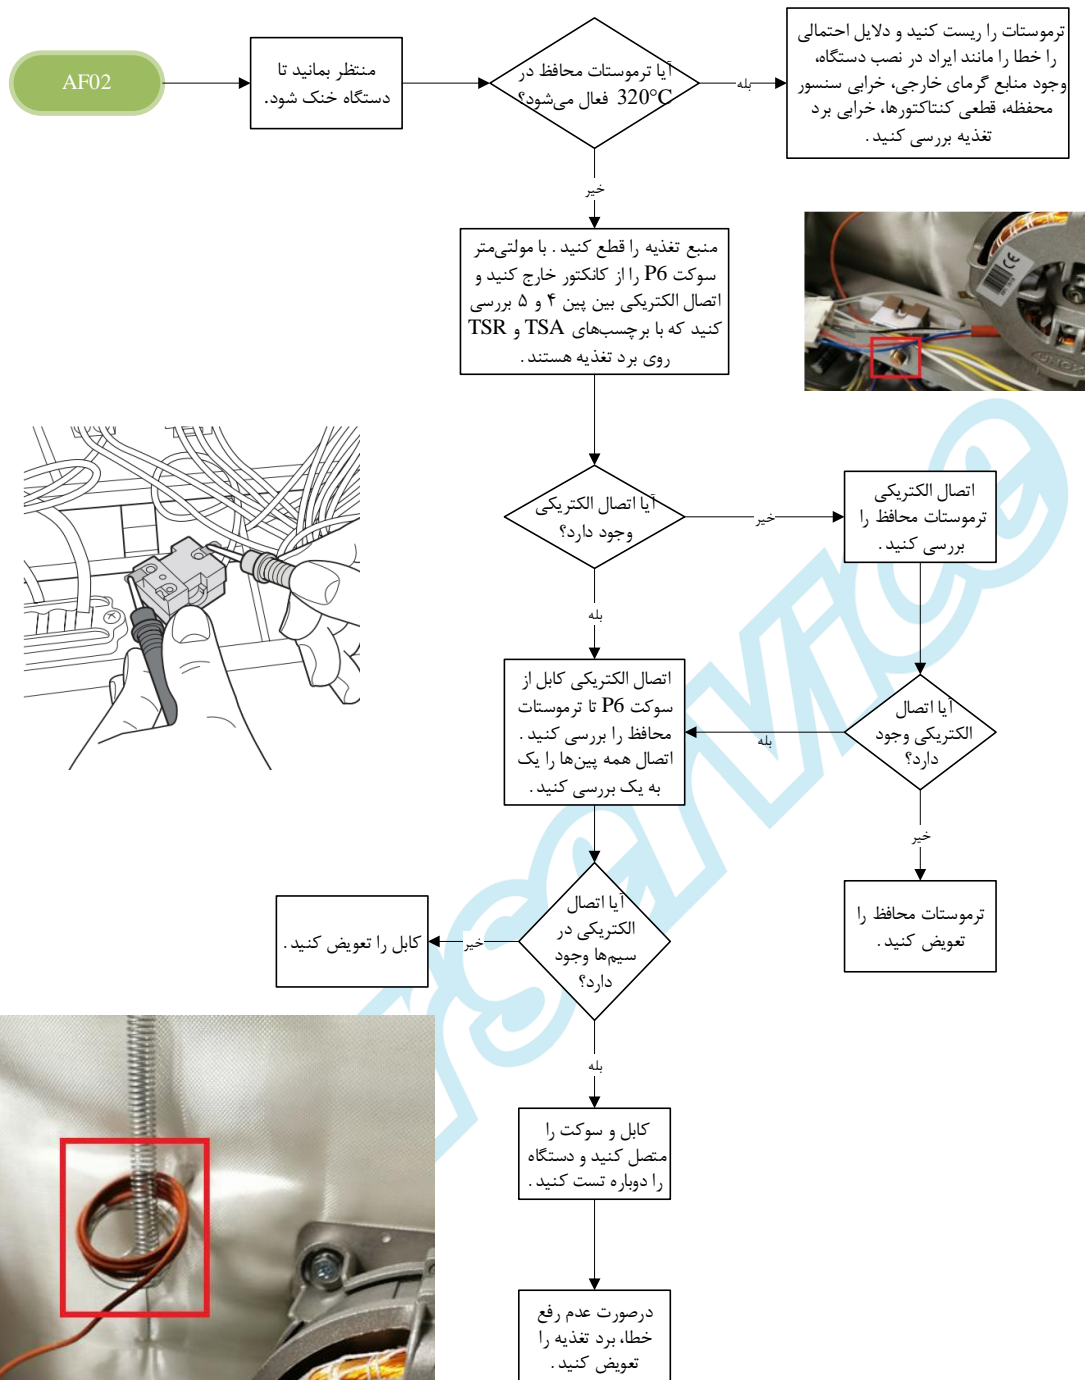 AF02
منتظر بمانید تا
دستگاه خنک شود.
آیا ترموستات محافظ در
320°C فعال می‌شود؟
بله
ترموستات را ریست کنید و دلایل احتمالی
را خطا را مانند ایراد در نصب دستگاه،
وجود منابع گرمای خارجی، خرابی سنسور
محفظه، قطعی کنتاکتورها، خرابی برد
تغذیه بررسی کنید.
خیر
منبع تغذیه را قطع کنید. با مولتی‌متر
سوکت P6 را از کانکتور خارج کنید و
اتصال الکتریکی بین پین ۴ و ۵ بررسی
کنید که با برچسب‌های TSA و TSR
روی برد تغذیه هستند.
آیا اتصال الکتریکی
وجود دارد؟
خیر
اتصال الکتریکی
ترموستات محافظ را
بررسی کنید.
بله
اتصال الکتریکی کابل از
سوکت P6 تا ترموستات
محافظ را بررسی کنید.
اتصال همه پین‌ها را یک
به یک بررسی کنید.
بله
آیا اتصال
الکتریکی وجود
دارد؟
خیر
ترموستات محافظ را
تعویض کنید.
آیا اتصال
الکتریکی در
سیم‌ها وجود
دارد؟
خیر
کابل را تعویض کنید.
بله
کابل و سوکت را
متصل کنید و دستگاه
را دوباره تست کنید.
درصورت عدم رفع
خطا، برد تغذیه را
تعویض کنید.
CE